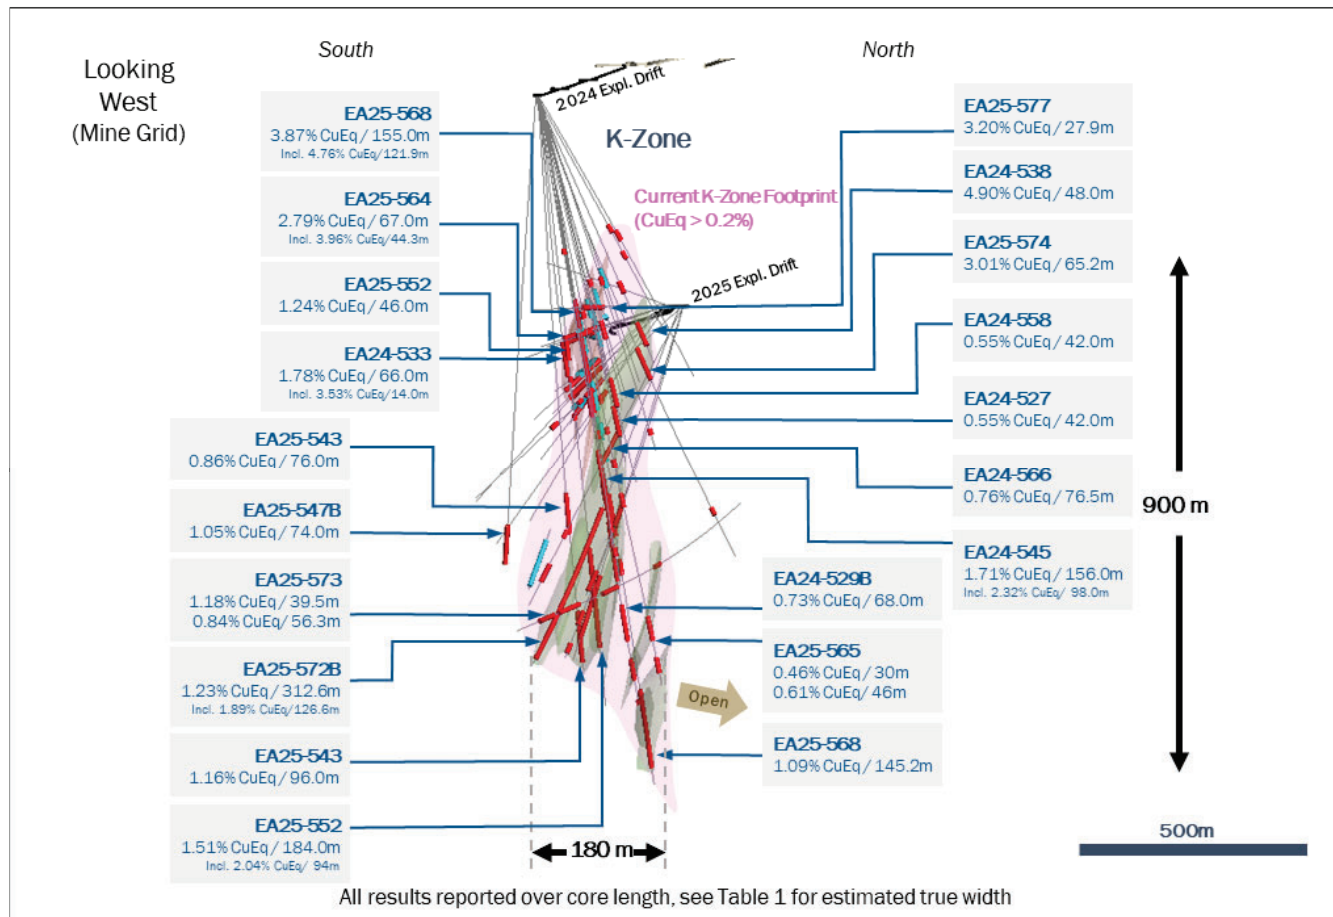 South
North
Looking
West
(Mine Grid)
2024 Expl. Drift
K-Zone
Current K-Zone Footprint
(CuEq > 0.2%)
2025 Expl. Drift
EA25-568
3.87% CuEq / 155.0m
Incl. 4.76% CuEq/121.9m
EA25-564
2.79% CuEq / 67.0m
Incl. 3.96% CuEq/44.3m
EA25-552
1.24% CuEq / 46.0m
EA24-533
1.78% CuEq / 66.0m
Incl. 3.53% CuEq/14.0m
EA25-543
0.86% CuEq / 76.0m
EA25-547B
1.05% CuEq / 74.0m
EA25-573
1.18% CuEq / 39.5m
0.84% CuEq / 56.3m
EA25-572B
1.23% CuEq / 312.6m
Incl. 1.89% CuEq/126.6m
EA25-543
1.16% CuEq / 96.0m
EA25-552
1.51% CuEq / 184.0m
Incl. 2.04% CuEq / 94m
EA25-577
3.20% CuEq / 27.9m
EA24-538
4.90% CuEq / 48.0m
EA25-574
3.01% CuEq / 65.2m
EA24-558
0.55% CuEq / 42.0m
EA24-527
0.55% CuEq / 42.0m
EA24-566
0.76% CuEq / 76.5m
EA24-545
1.71% CuEq / 156.0m
Incl. 2.32% CuEq / 98.0m
EA24-529B
0.73% CuEq / 68.0m
EA25-565
0.46% CuEq / 30m
0.61% CuEq / 46m
EA25-568
1.09% CuEq / 145.2m
Open
900 m
180 m
500m
All results reported over core length, see Table 1 for estimated true width